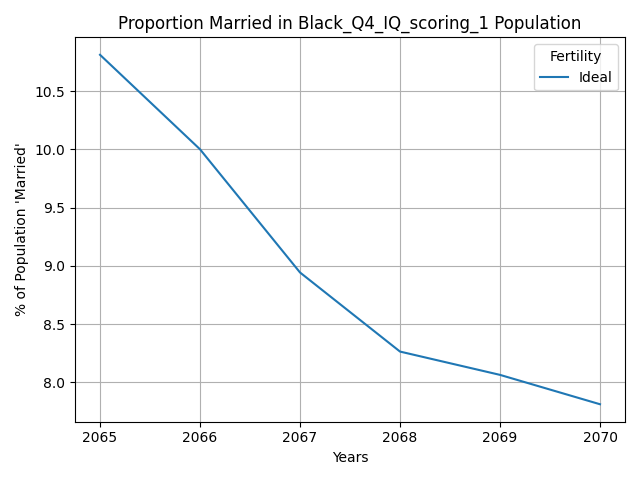 Proportion Married in Black_Q4_IQ_scoring_1 Population
Fertility
Ideal
% of Population 'Married'
10.5
10.0
9.5
9.0
8.5
8.0
2065 2066 2067 2068 2069 2070
Years